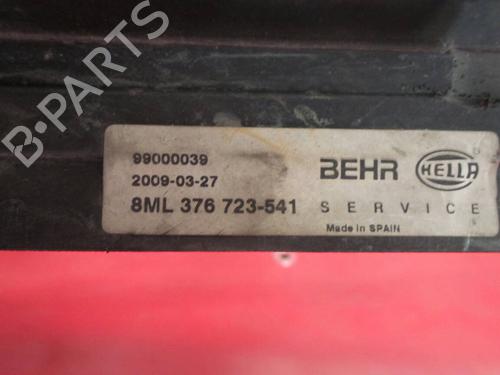 B-PARTS
99000039
2009-03-27
8ML 376 723-541
BEHR HELLA
SERVICE
Made in SPAIN